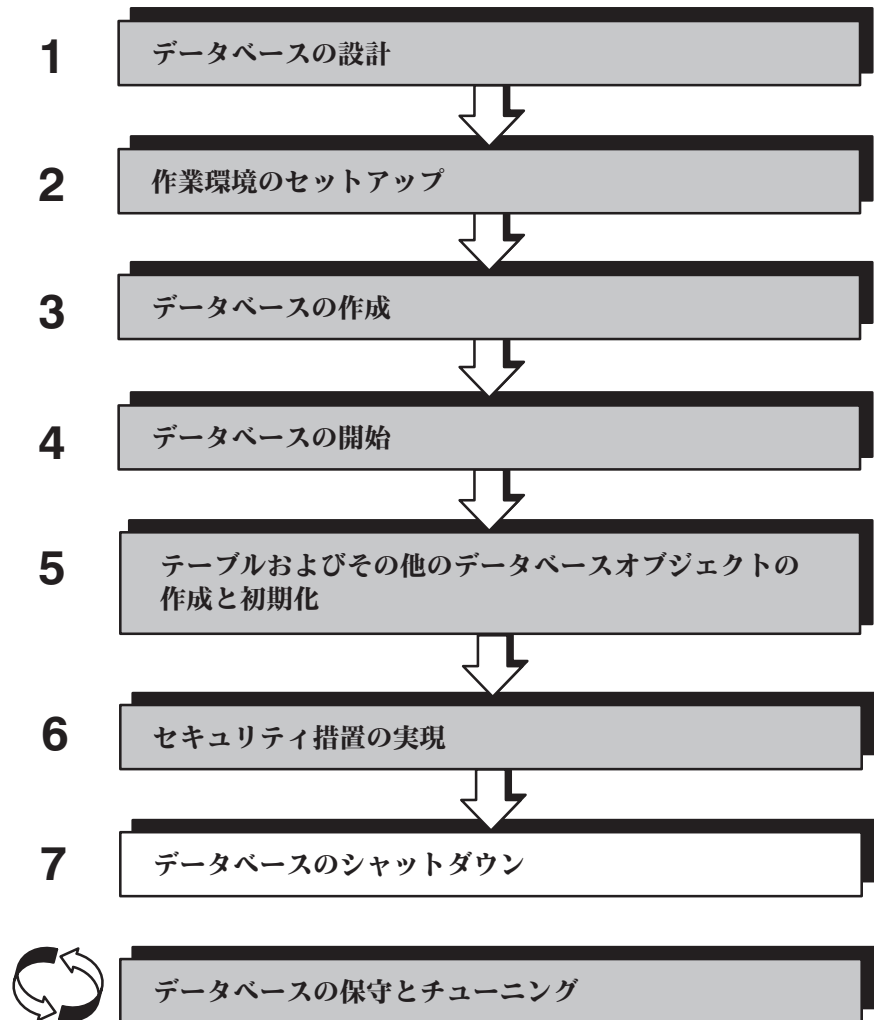 1 データベースの設計
2 作業環境のセットアップ
3 データベースの作成
4 データベースの開始
5 テーブルおよびその他のデータベースオブジェクトの
作成と初期化
6 セキュリティ措置の実現
7 データベースのシャットダウン
データベースの保守とチューニング